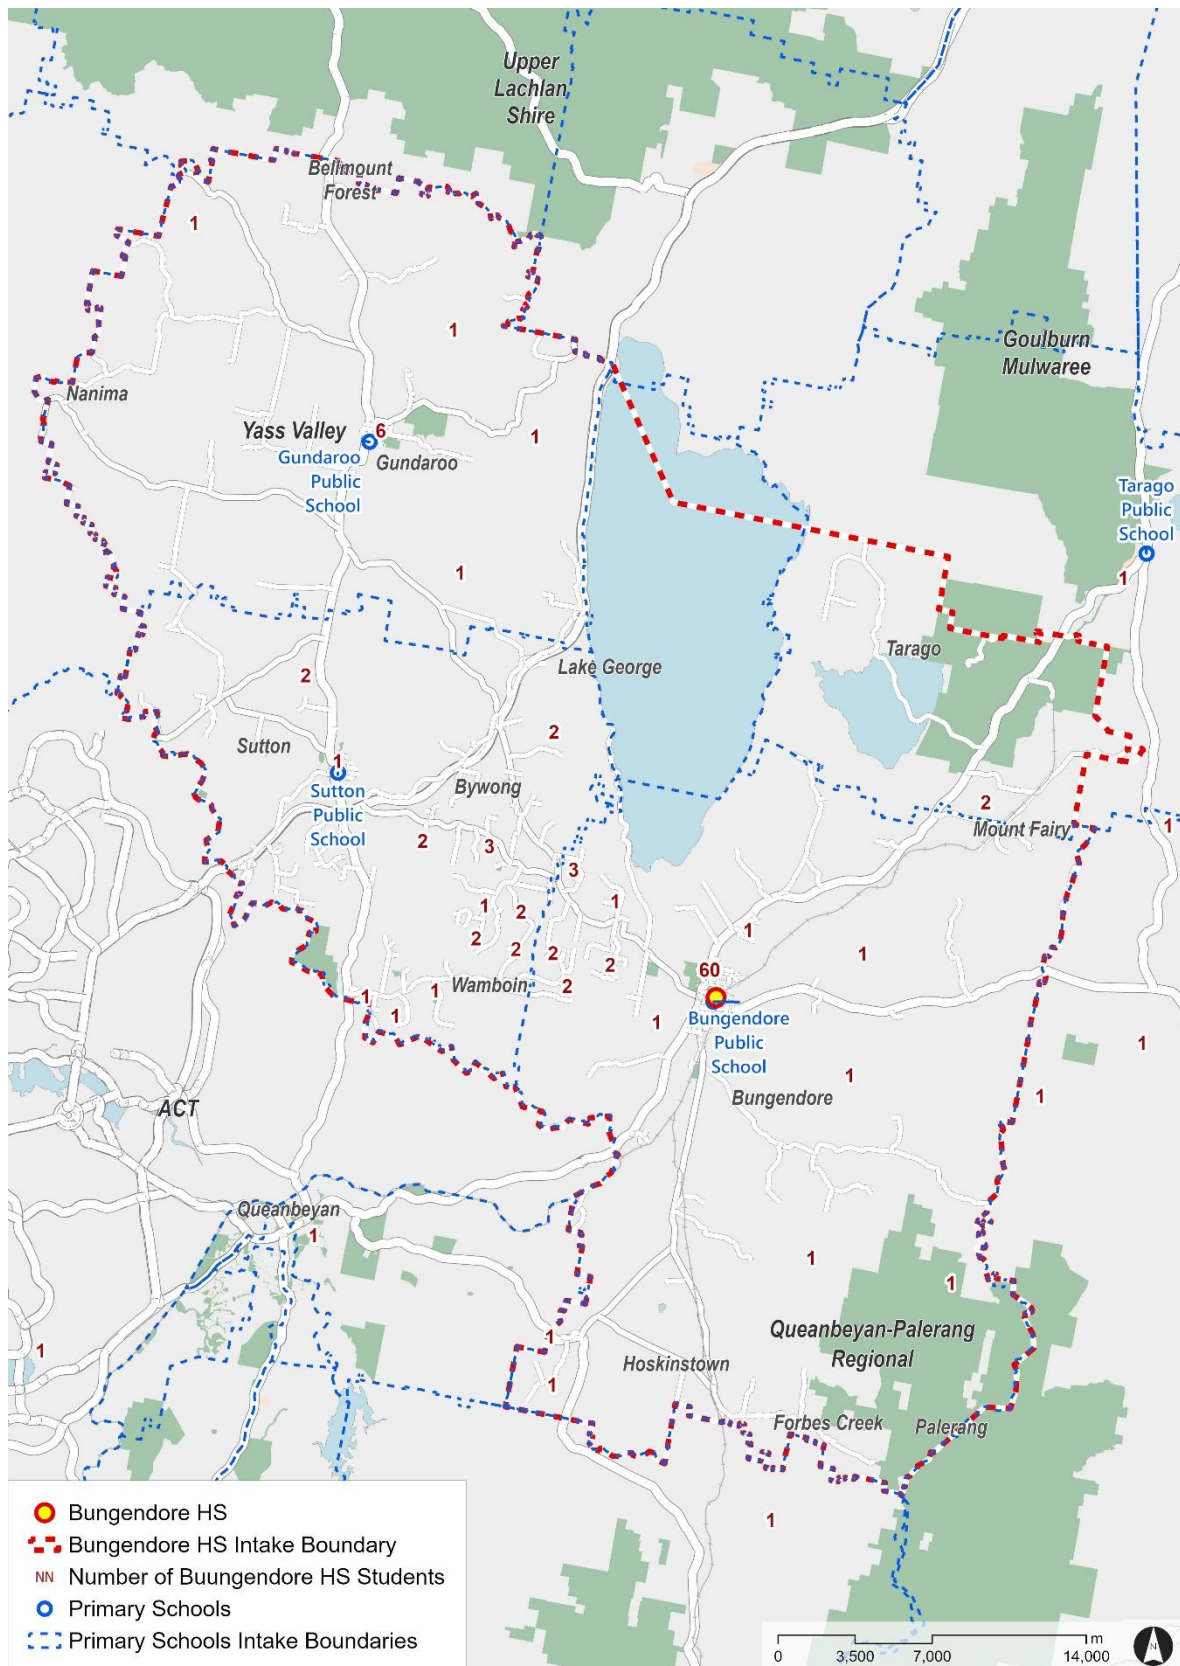 Upper
Lachlan
Shire
Bellmount
Forest
1
1
Goulburn
Mulwaree
Nanima
Yass Valley
6
1
Gundaroo
Public
School
Gundaroo
Tarago
Public
School
1
1
Tarago
Lake George
2
2
Sutton
1
Sutton
Public
School
Bywong
2
Mount Fairy
1
2
3
3
1
2
1
1
2
2
2
2
1
60
Wamboin
2
1
1
1
1
Bungendore
Public
School
1
1
1
Bungendore
1
ACT
Queanbeyan
1
1
1
Queanbeyan-Palerang
Regional
1
1
Hoskinstown
1
Forbes Creek
Palerang
1
Bungendore HS
Bungendore HS Intake Boundary
NN Number of Buungendore HS Students
Primary Schools
Primary Schools Intake Boundaries
m
0 3,500 7,000 14,000
N